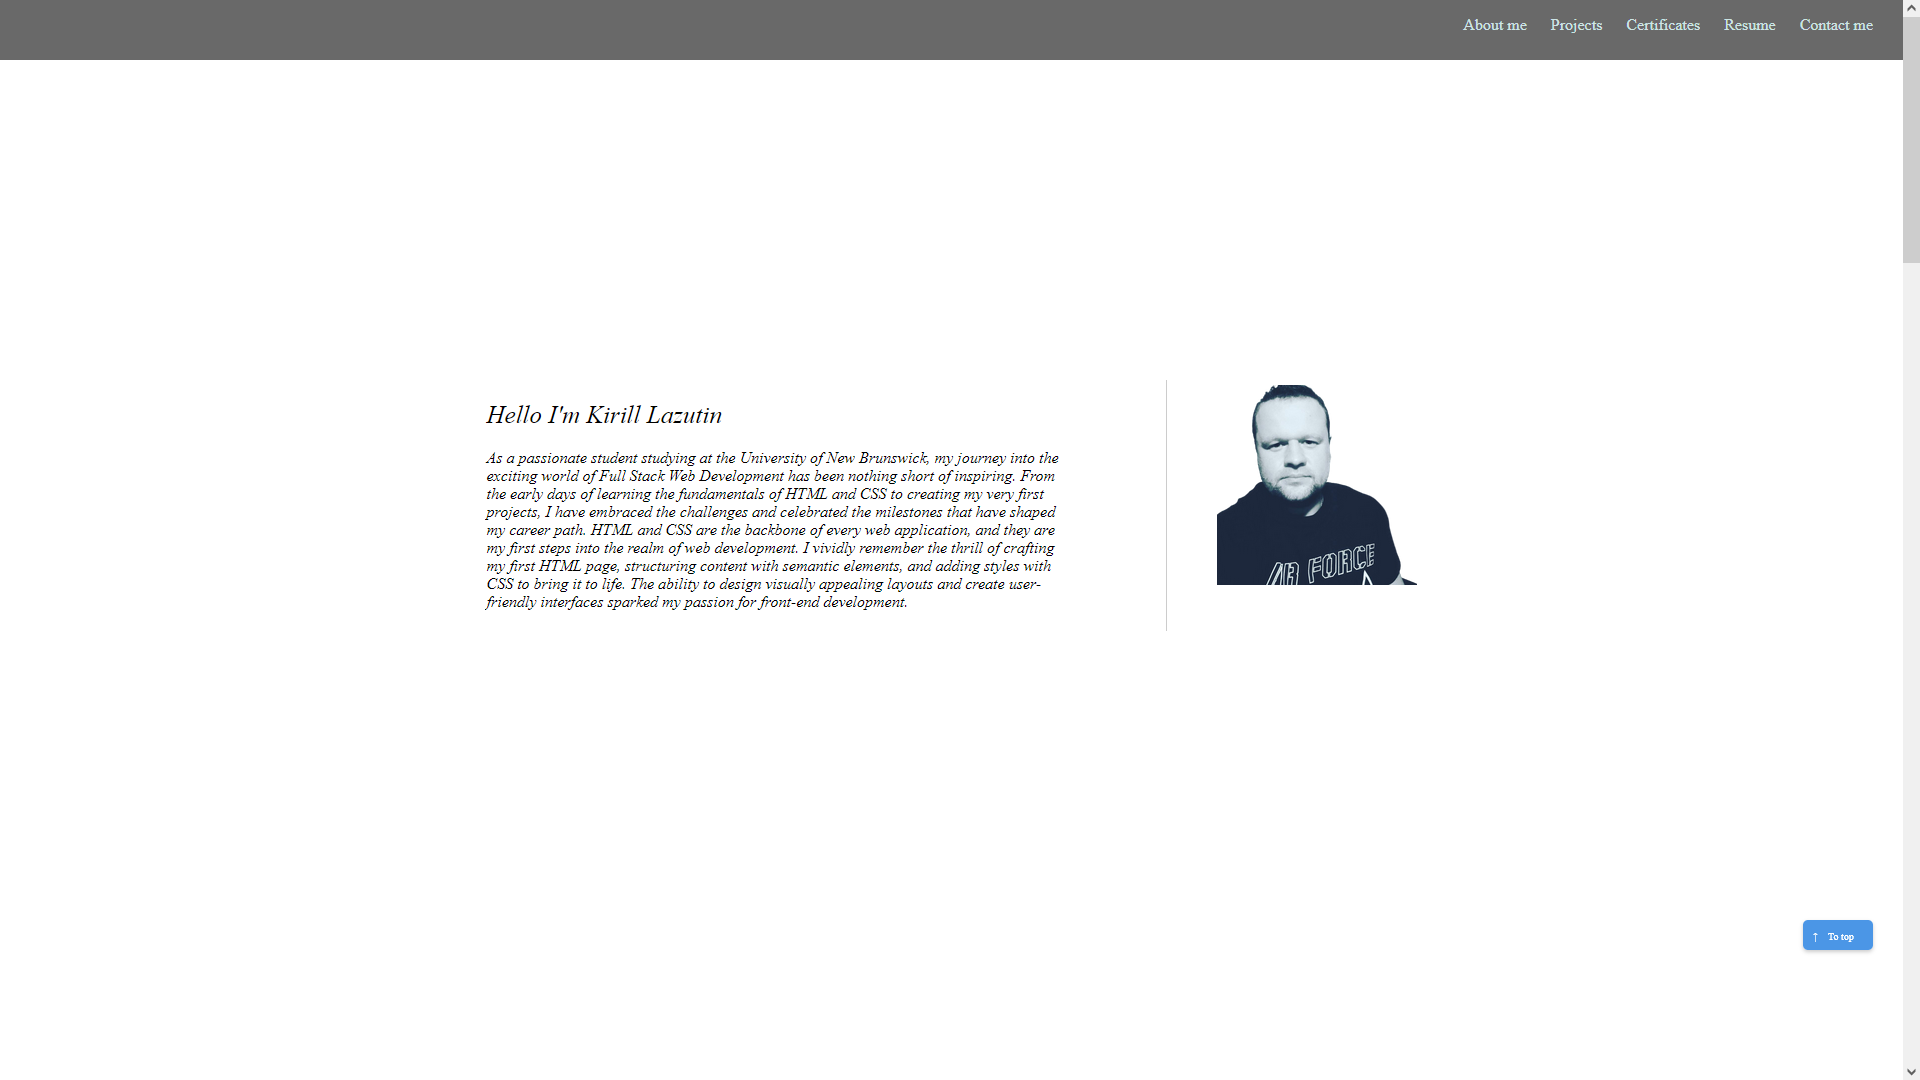 About me Projects Certificates Resume Contact me
Hello I'm Kirill Lazutin
As a passionate student studying at the University of New Brunswick, my journey into the
exciting world of Full Stack Web Development has been nothing short of inspiring. From
the early days of learning the fundamentals of HTML and CSS to creating my very first
projects, I have embraced the challenges and celebrated the milestones that have shaped
my career path. HTML and CSS are the backbone of every web application, and they are
my first steps into the realm of web development. I vividly remember the thrill of crafting
my first HTML page, structuring content with semantic elements, and adding styles with
CSS to bring it to life. The ability to design visually appealing layouts and create user-
friendly interfaces sparked my passion for front-end development.
FORCE
↑ To top